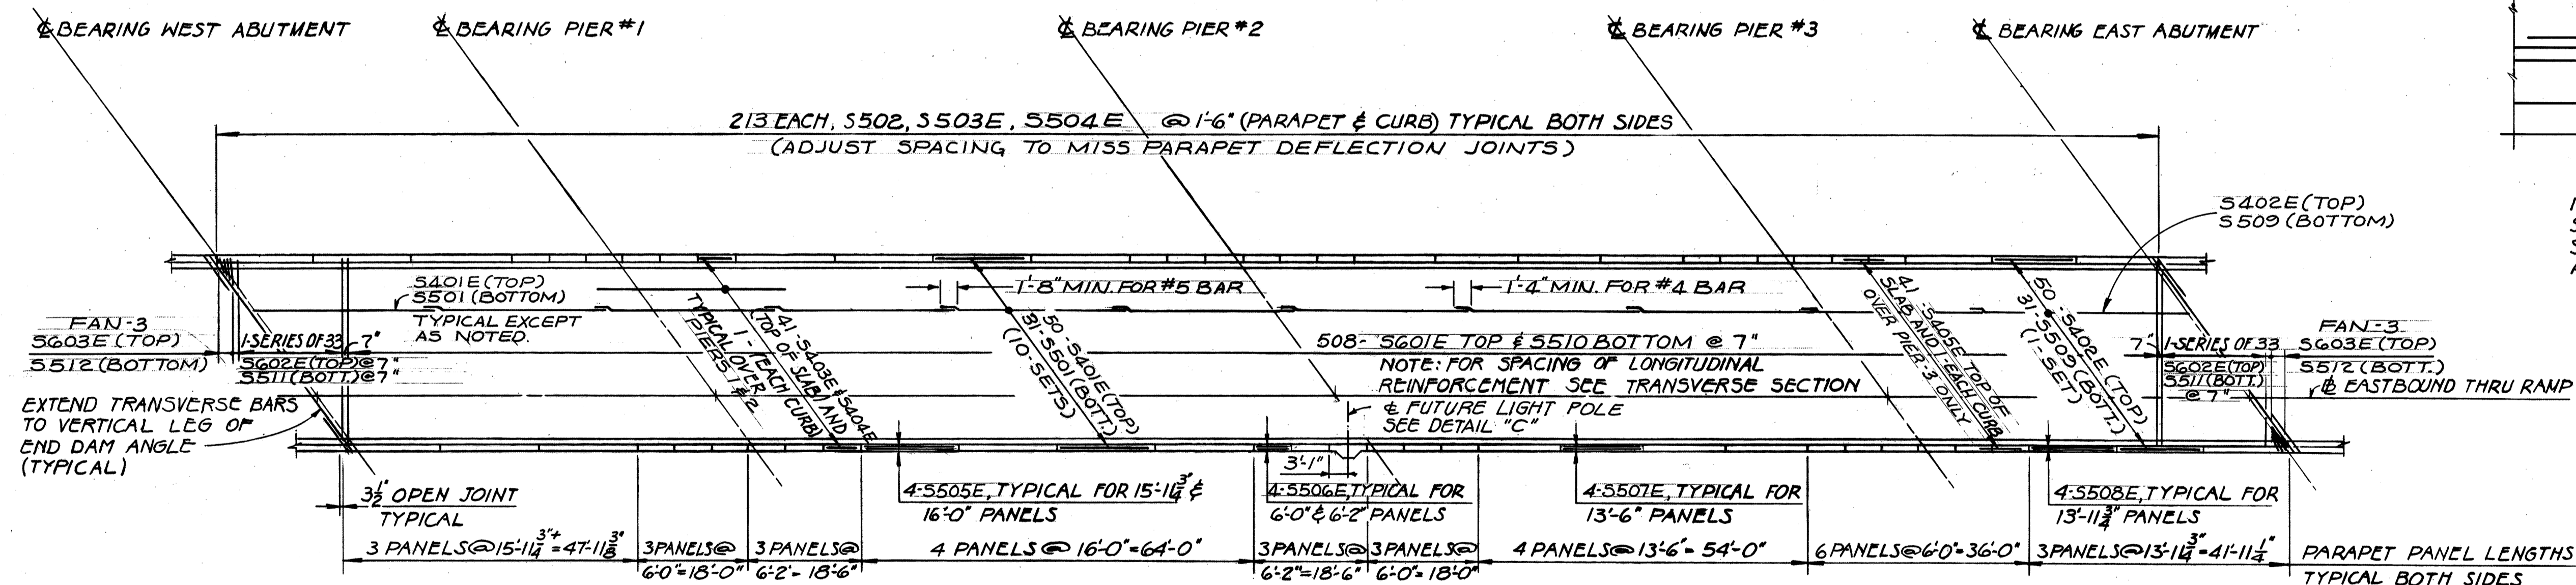 ℄ BEARING WEST ABUTMENT
℄ BEARING PIER #1
℄ BEARING PIER #2
℄ BEARING PIER #3
℄ BEARING EAST ABUTMENT
213 EACH, S502, S503E, S504E @ 1'-6" (PARAPET & CURB) TYPICAL BOTH SIDES
(ADJUST SPACING TO MISS PARAPET DEFLECTION JOINTS)
S402E (TOP)
S509 (BOTTOM)
S401E (TOP)
S501 (BOTTOM)
TYPICAL EXCEPT
AS NOTED.
1'-8" MIN. FOR #5 BAR
1'-4" MIN. FOR #4 BAR
FAN-3
S603E (TOP)
S512 (BOTTOM)
1-SERIES OF 33
7"
S602E (TOP) @ 7"
S511 (BOTT.) @ 7"
EXTEND TRANSVERSE BARS
TO VERTICAL LEG OF
END DAM ANGLE
(TYPICAL)
41-S403E & S404E
(TOP OF SLAB) AND
1-(EACH CURB)
TYPICAL OVER
PIERS 1 & 2
50-S401E (TOP)
31-S501 (BOTT.)
(10-SETS)
508-S601E TOP & S510 BOTTOM @ 7"
NOTE: FOR SPACING OF LONGITUDINAL
REINFORCEMENT SEE TRANSVERSE SECTION
℄ FUTURE LIGHT POLE
SEE DETAIL "C"
41-S405E TOP OF
SLAB AND 1-EACH CURB
OVER PIER-3 ONLY
50-S402E (TOP)
31-S509 (BOTT.)
(1-SET)
7"
1-SERIES OF 33
S602E (TOP)
S511 (BOTT.)
@ 7"
FAN-3
S603E (TOP)
S512 (BOTT.)
℄ EASTBOUND THRU RAMP
3'-1"
3½" OPEN JOINT
TYPICAL
4-S505E, TYPICAL FOR 15'-11¾" &
16'-0" PANELS
4-S506E, TYPICAL FOR
6'-0" & 6'-2" PANELS
4-S507E, TYPICAL FOR
13'-6" PANELS
4-S508E, TYPICAL FOR
13'-11¾" PANELS
3 PANELS @ 15'-11¾"+ = 47'-11⅜"
3 PANELS @
6'-0" = 18'-0"
3 PANELS @
6'-2" = 18'-6"
4 PANELS @ 16'-0" = 64'-0"
3 PANELS @
6'-2" = 18'-6"
3 PANELS @
6'-0" = 18'-0"
4 PANELS @ 13'-6" = 54'-0"
6 PANELS @ 6'-0" = 36'-0"
3 PANELS @ 13'-11¾" = 41'-11¼"
PARAPET PANEL LENGTHS
TYPICAL BOTH SIDES